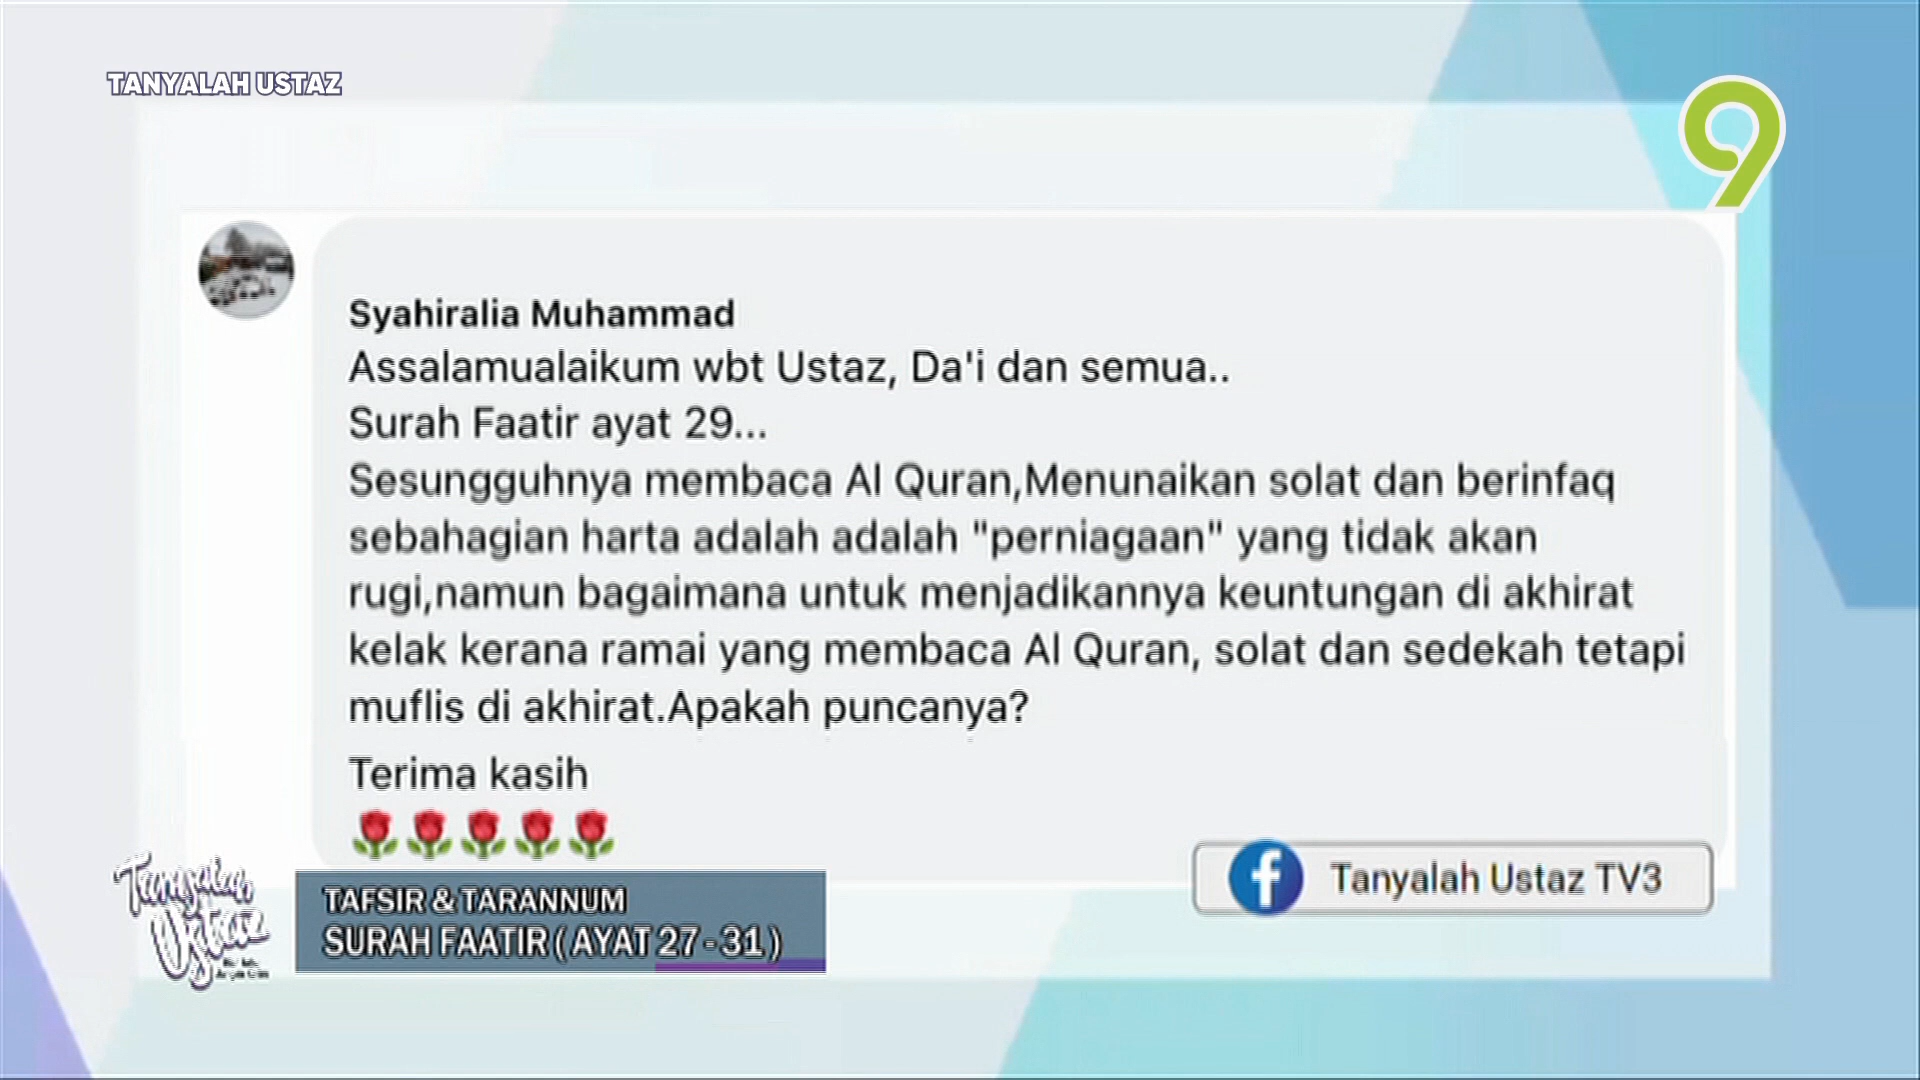 TANYALAH USTAZ
9
Syahiralia Muhammad
Assalamualaikum wbt Ustaz, Da'i dan semua..
Surah Faatir ayat 29...
Sesungguhnya membaca Al Quran,Menunaikan solat dan berinfaq
sebahagian harta adalah adalah "perniagaan" yang tidak akan
rugi,namun bagaimana untuk menjadikannya keuntungan di akhirat
kelak kerana ramai yang membaca Al Quran, solat dan sedekah tetapi
muflis di akhirat.Apakah puncanya?
Terima kasih
f Tanyalah Ustaz TV3
Tanyalah
Ustaz
TAFSIR & TARANNUM
SURAH FAATIR ( AYAT 27 - 31 )